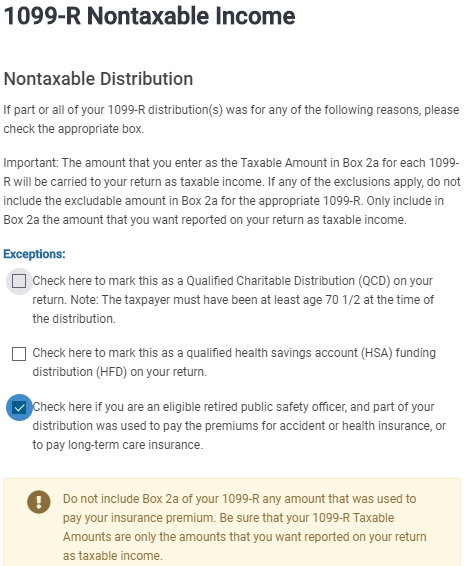 1099-R Nontaxable Income
Nontaxable Distribution
If part or all of your 1099-R distribution(s) was for any of the following reasons, please
check the appropriate box.
Important: The amount that you enter as the Taxable Amount in Box 2a for each 1099-
R will be carried to your return as taxable income. If any of the exclusions apply, do not
include the excludable amount in Box 2a for the appropriate 1099-R. Only include in
Box 2a the amount that you want reported on your return as taxable income.
Exceptions:
Check here to mark this as a Qualified Charitable Distribution (QCD) on your
return. Note: The taxpayer must have been at least age 70 1/2 at the time of
the distribution.
Check here to mark this as a qualified health savings account (HSA) funding
distribution (HFD) on your return.
Check here if you are an eligible retired public safety officer, and part of your
distribution was used to pay the premiums for accident or health insurance, or
to pay long-term care insurance.
Do not include Box 2a of your 1099-R any amount that was used to
pay your insurance premium. Be sure that your 1099-R Taxable
Amounts are only the amounts that you want reported on your return
as taxable income.